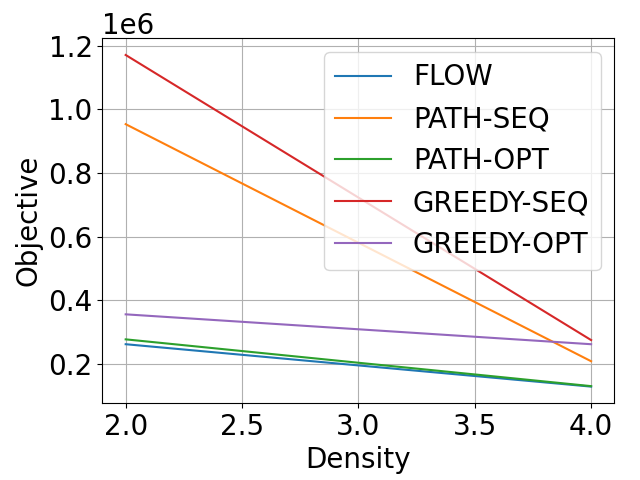 1e6
1.2
1.0
0.8
0.6
0.4
0.2
Objective
FLOW
PATH-SEQ
PATH-OPT
GREEDY-SEQ
GREEDY-OPT
2.0 2.5 3.0 3.5 4.0
Density